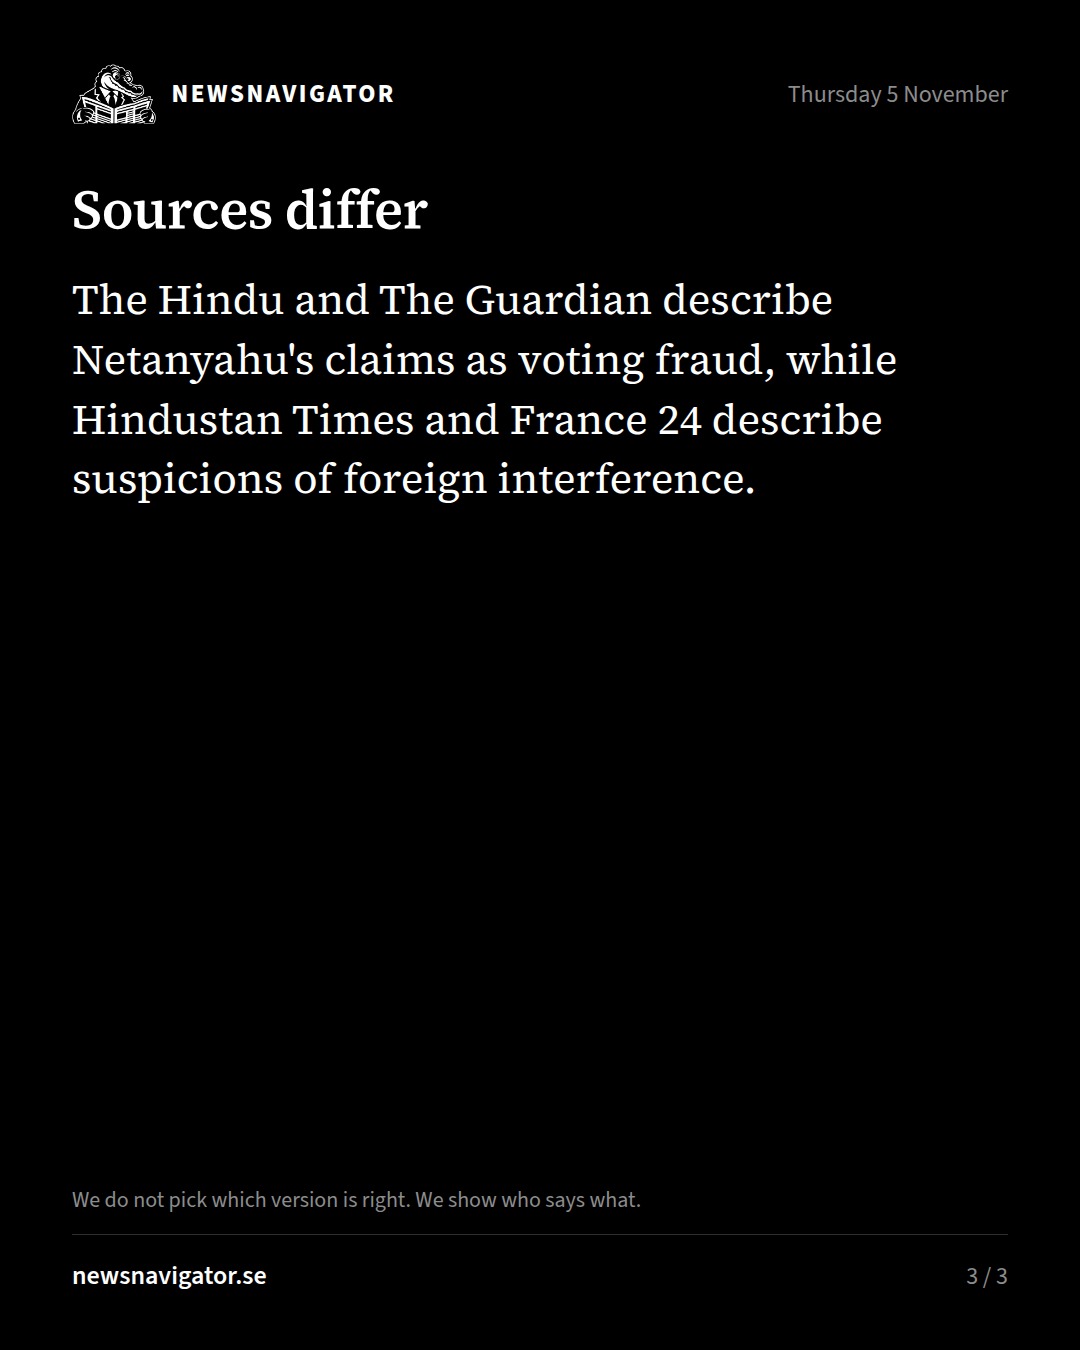 NEWSNAVIGATOR
Thursday 5 November
Sources differ
The Hindu and The Guardian describe
Netanyahu's claims as voting fraud, while
Hindustan Times and France 24 describe
suspicions of foreign interference.
We do not pick which version is right. We show who says what.
newsnavigator.se
3 / 3